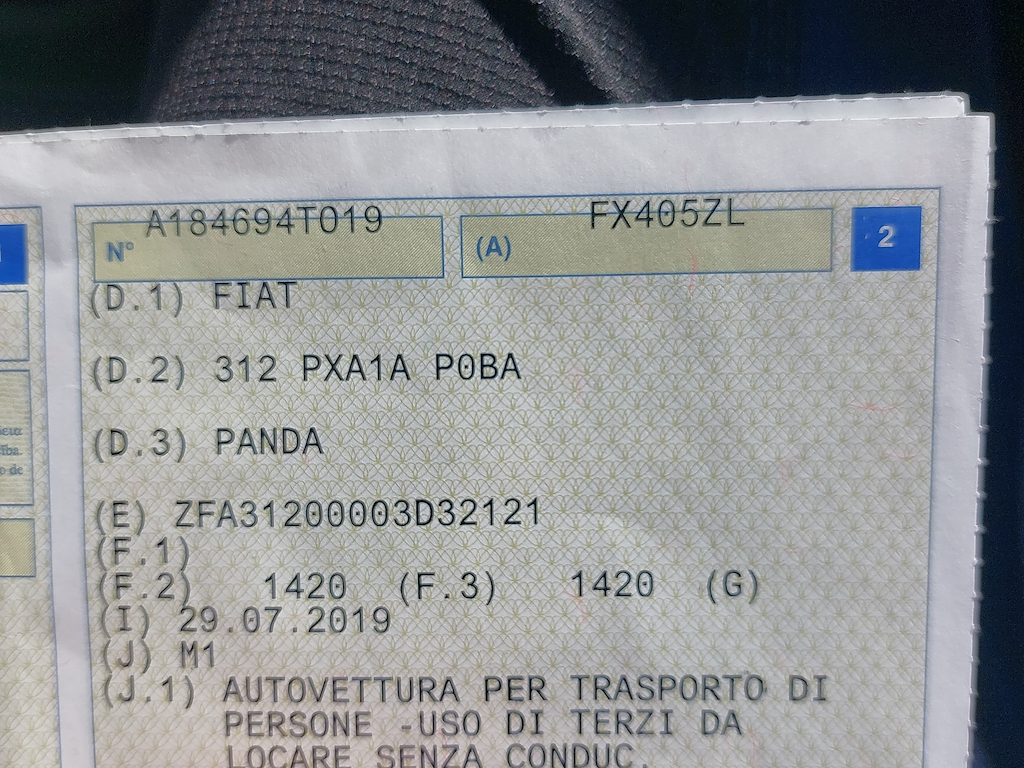 A184694TO19 FX405ZL
N° (A) 2
(D.1) FIAT
(D.2) 312 PXA1A P0BA
(D.3) PANDA
(E) ZFA31200003D32121
(F.1)
(F.2) 1420 (F.3) 1420 (G)
(I) 29.07.2019
(J) M1
(J.1) AUTOVETTURA PER TRASPORTO DI
PERSONE -USO DI TERZI DA
LOCARE SENZA CONDUC.